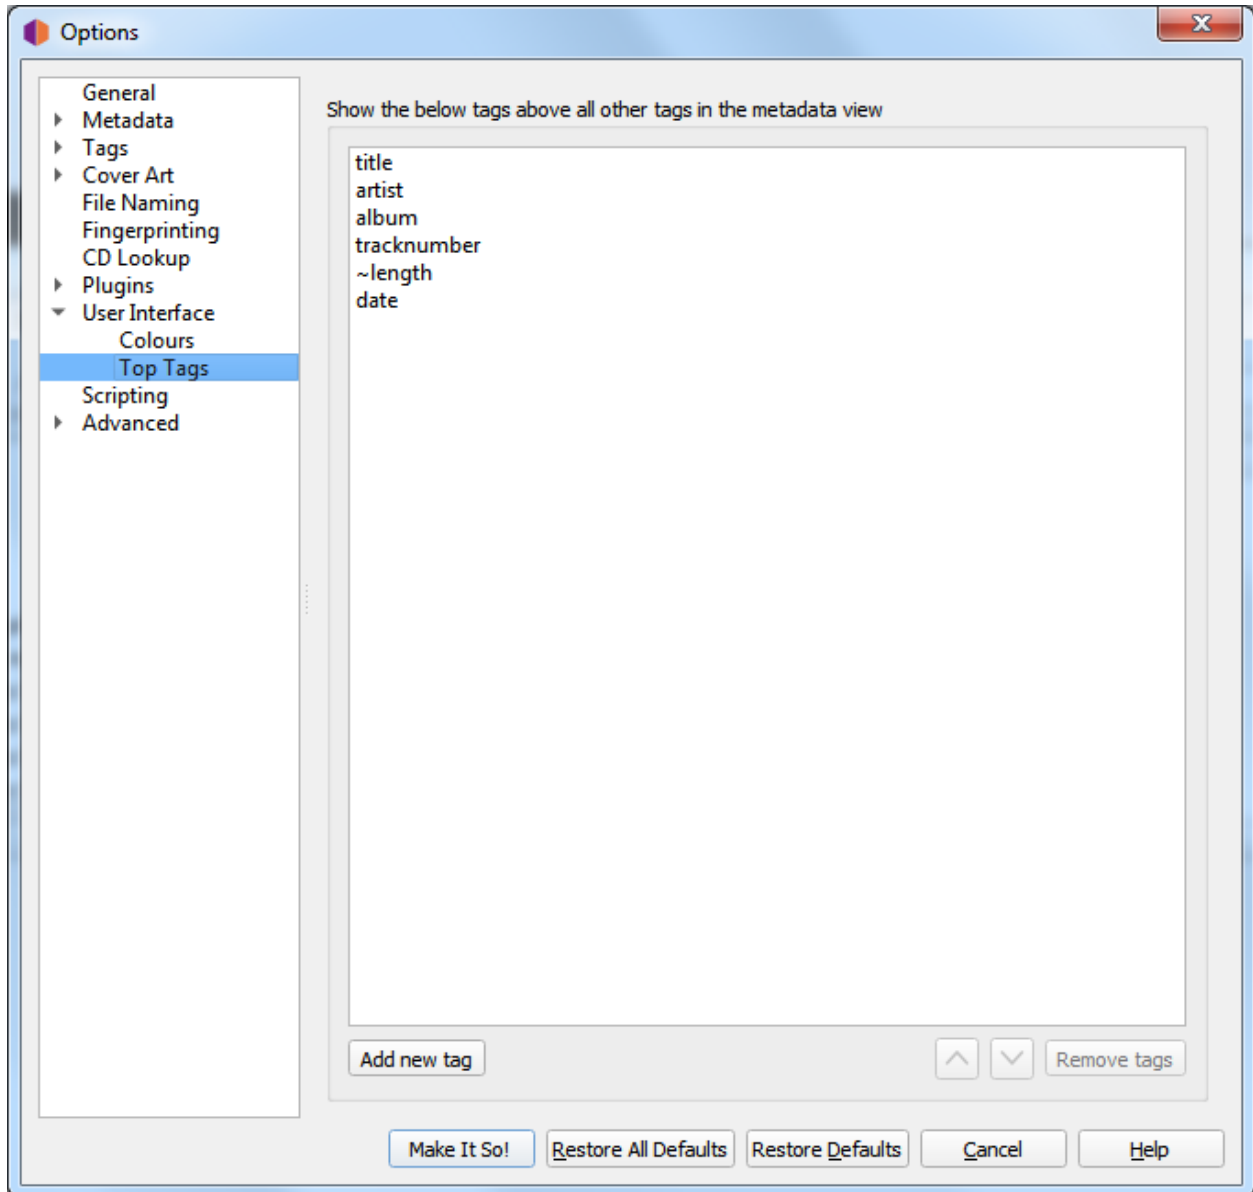 Options
General
Metadata
Tags
Cover Art
File Naming
Fingerprinting
CD Lookup
Plugins
User Interface
Colours
Top Tags
Scripting
Advanced
Show the below tags above all other tags in the metadata view
title
artist
album
tracknumber
~length
date
Add new tag
Remove tags
Make It So!
Restore All Defaults
Restore Defaults
Cancel
Help